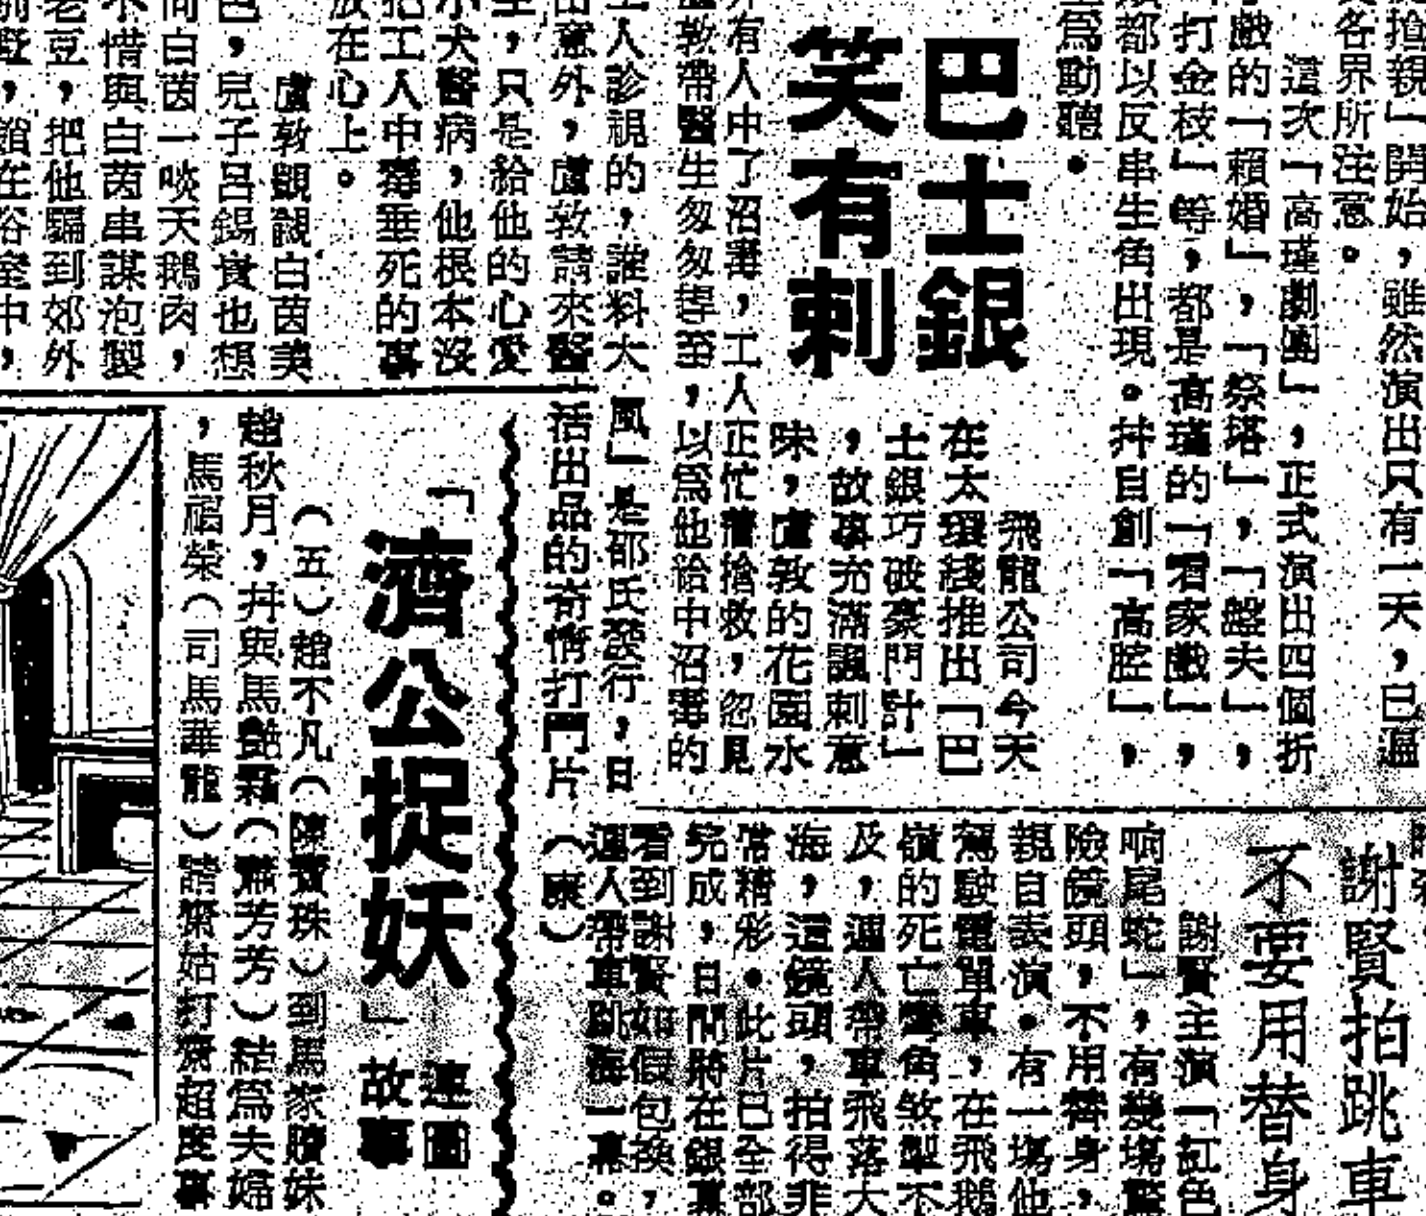 搶親」開始，雖然演出只有一天，已
各界所注意。
這次「高瑾劇團」，正式演出四個折
戲的「賴婚」，「祭塔」，「盤夫」，
打金枝」等，都是高瑾的「看家戲」，
都以反串生角出現。幷自創「高腔」，
爲動聽。
巴士銀
笑有刺
飛龍公司今天
在太環綫推出「巴
士銀巧破豪門計」
，故事充滿諷刺意
味，盧敦的花園水
有人中了沼毒，工人正忙着搶救，忽見
敦帶醫生匆匆趕至，以爲他給中沼毒的
工人診視的，誰料大
出意外，盧敦請來醫
生，只是給他的心愛
小犬醫病，他根本沒
把工人中毒垂死的事
放在心上。
盧敦覬覦白茵美
色，兒子呂錫貴也想
向白茵一啖天鵝肉，
不惜與白茵串謀泡製
老豆，把他騙到郊外
風」是邵氏發行，日
活出品的奇情打鬥片
（康）
謝賢拍跳車
不要用替身
謝賢主演「紅色
响尾蛇」，有幾塲驚
險鏡頭，不用替身，
親自表演。有一塲他
駕駛電單車，在飛鵝
嶺的死亡彎角煞掣不
及，連人帶車飛落大
海，這鏡頭，拍得非
常精彩。此片已全部
完成，日間將在銀幕
看到謝賢如假包換，
連人帶車跳海一幕。
「濟公捉妖」連圖
故事
（五）趙不凡（陳寶珠）到馬家贖妹
趙秋月，幷與馬艷霜（蕭芳芳）結爲夫婦
，馬福榮（司馬華龍）請齋姑打齋超度事